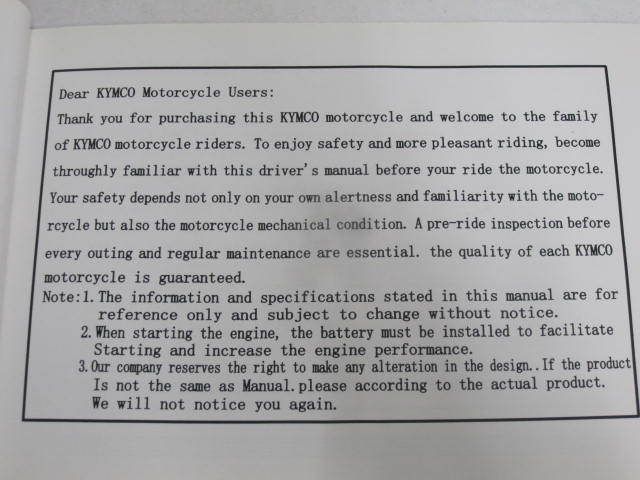 Dear KYMCO Motorcycle Users:
Thank you for purchasing this KYMCO motorcycle and welcome to the family
of KYMCO motorcycle riders. To enjoy safety and more pleasant riding, become
throughly familiar with this driver's manual before your ride the motorcycle.
Your safety depends not only on your own alertness and familiarity with the moto-
rcycle but also the motorcycle mechanical condition. A pre-ride inspection before
every outing and regular maintenance are essential. the quality of each KYMCO
motorcycle is guaranteed.
Note:1. The information and specifications stated in this manual are for
reference only and subject to change without notice.
2. When starting the engine, the battery must be installed to facilitate
Starting and increase the engine performance.
3. Our company reserves the right to make any alteration in the design..If the product
Is not the same as Manual.please according to the actual product.
We will not notice you again.